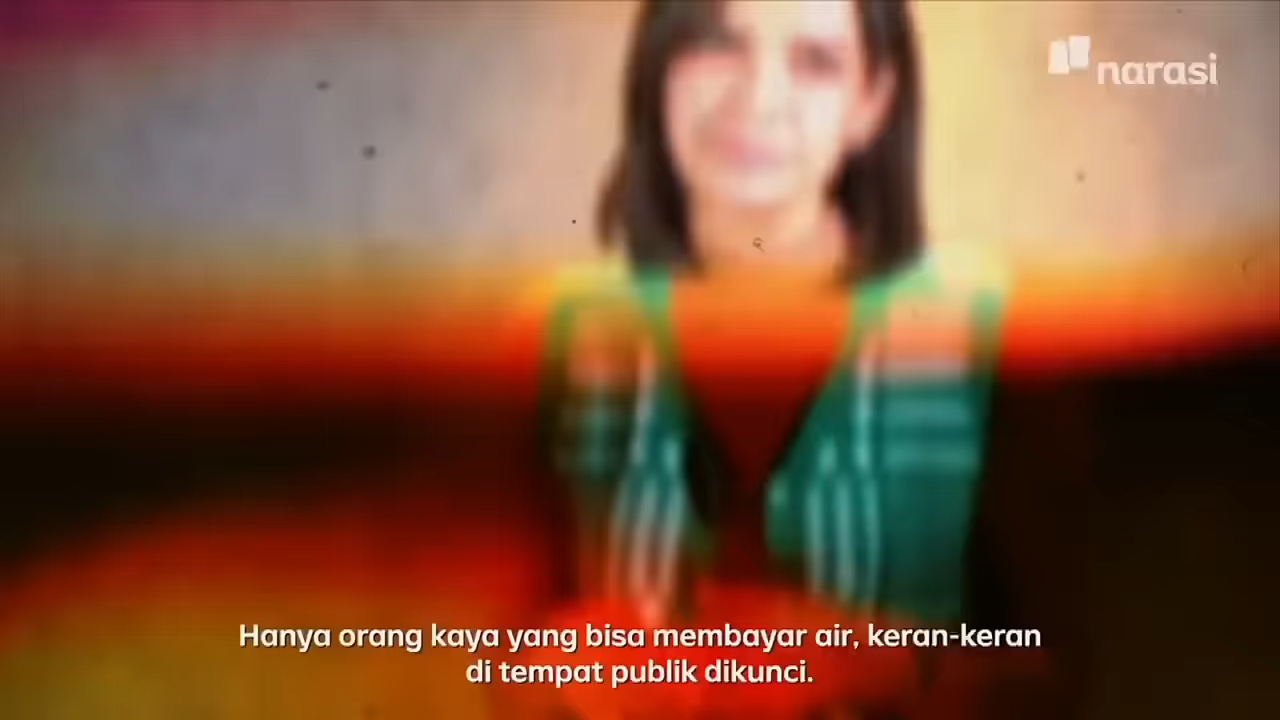 narasi
Hanya orang kaya yang bisa membayar air, keran-keran
di tempat publik dikunci.